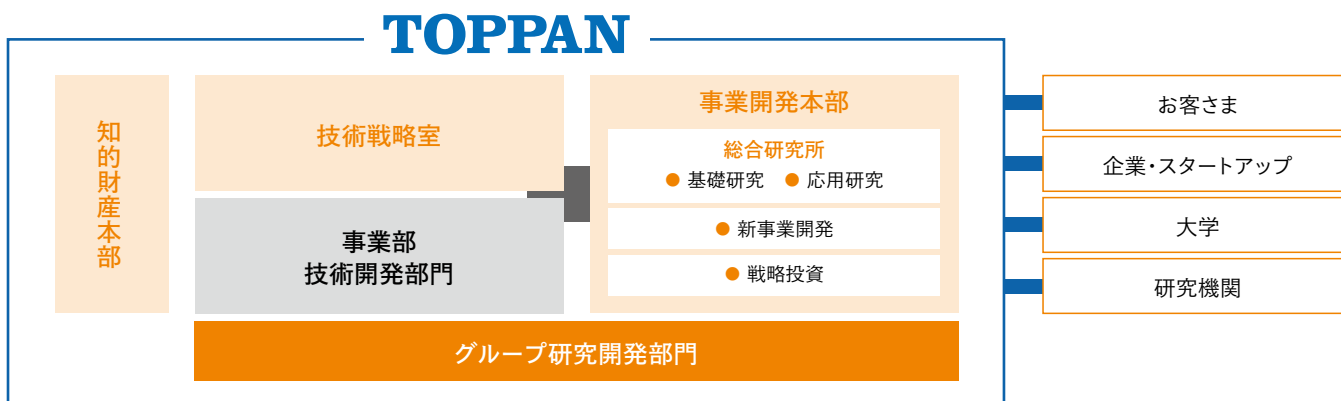 TOPPAN
知的財産本部
技術戦略室
事業部
技術開発部門
事業開発本部
総合研究所
● 基礎研究 ● 応用研究
● 新事業開発
● 戦略投資
グループ研究開発部門
お客さま
企業・スタートアップ
大学
研究機関